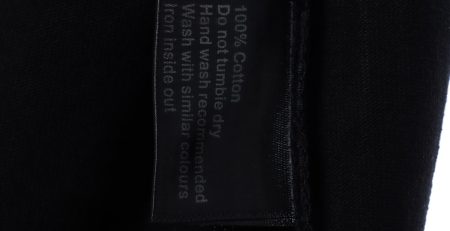 100% Cotton
Do not tumble dry
Hand wash recommended
Wash with similar colours
Iron inside out